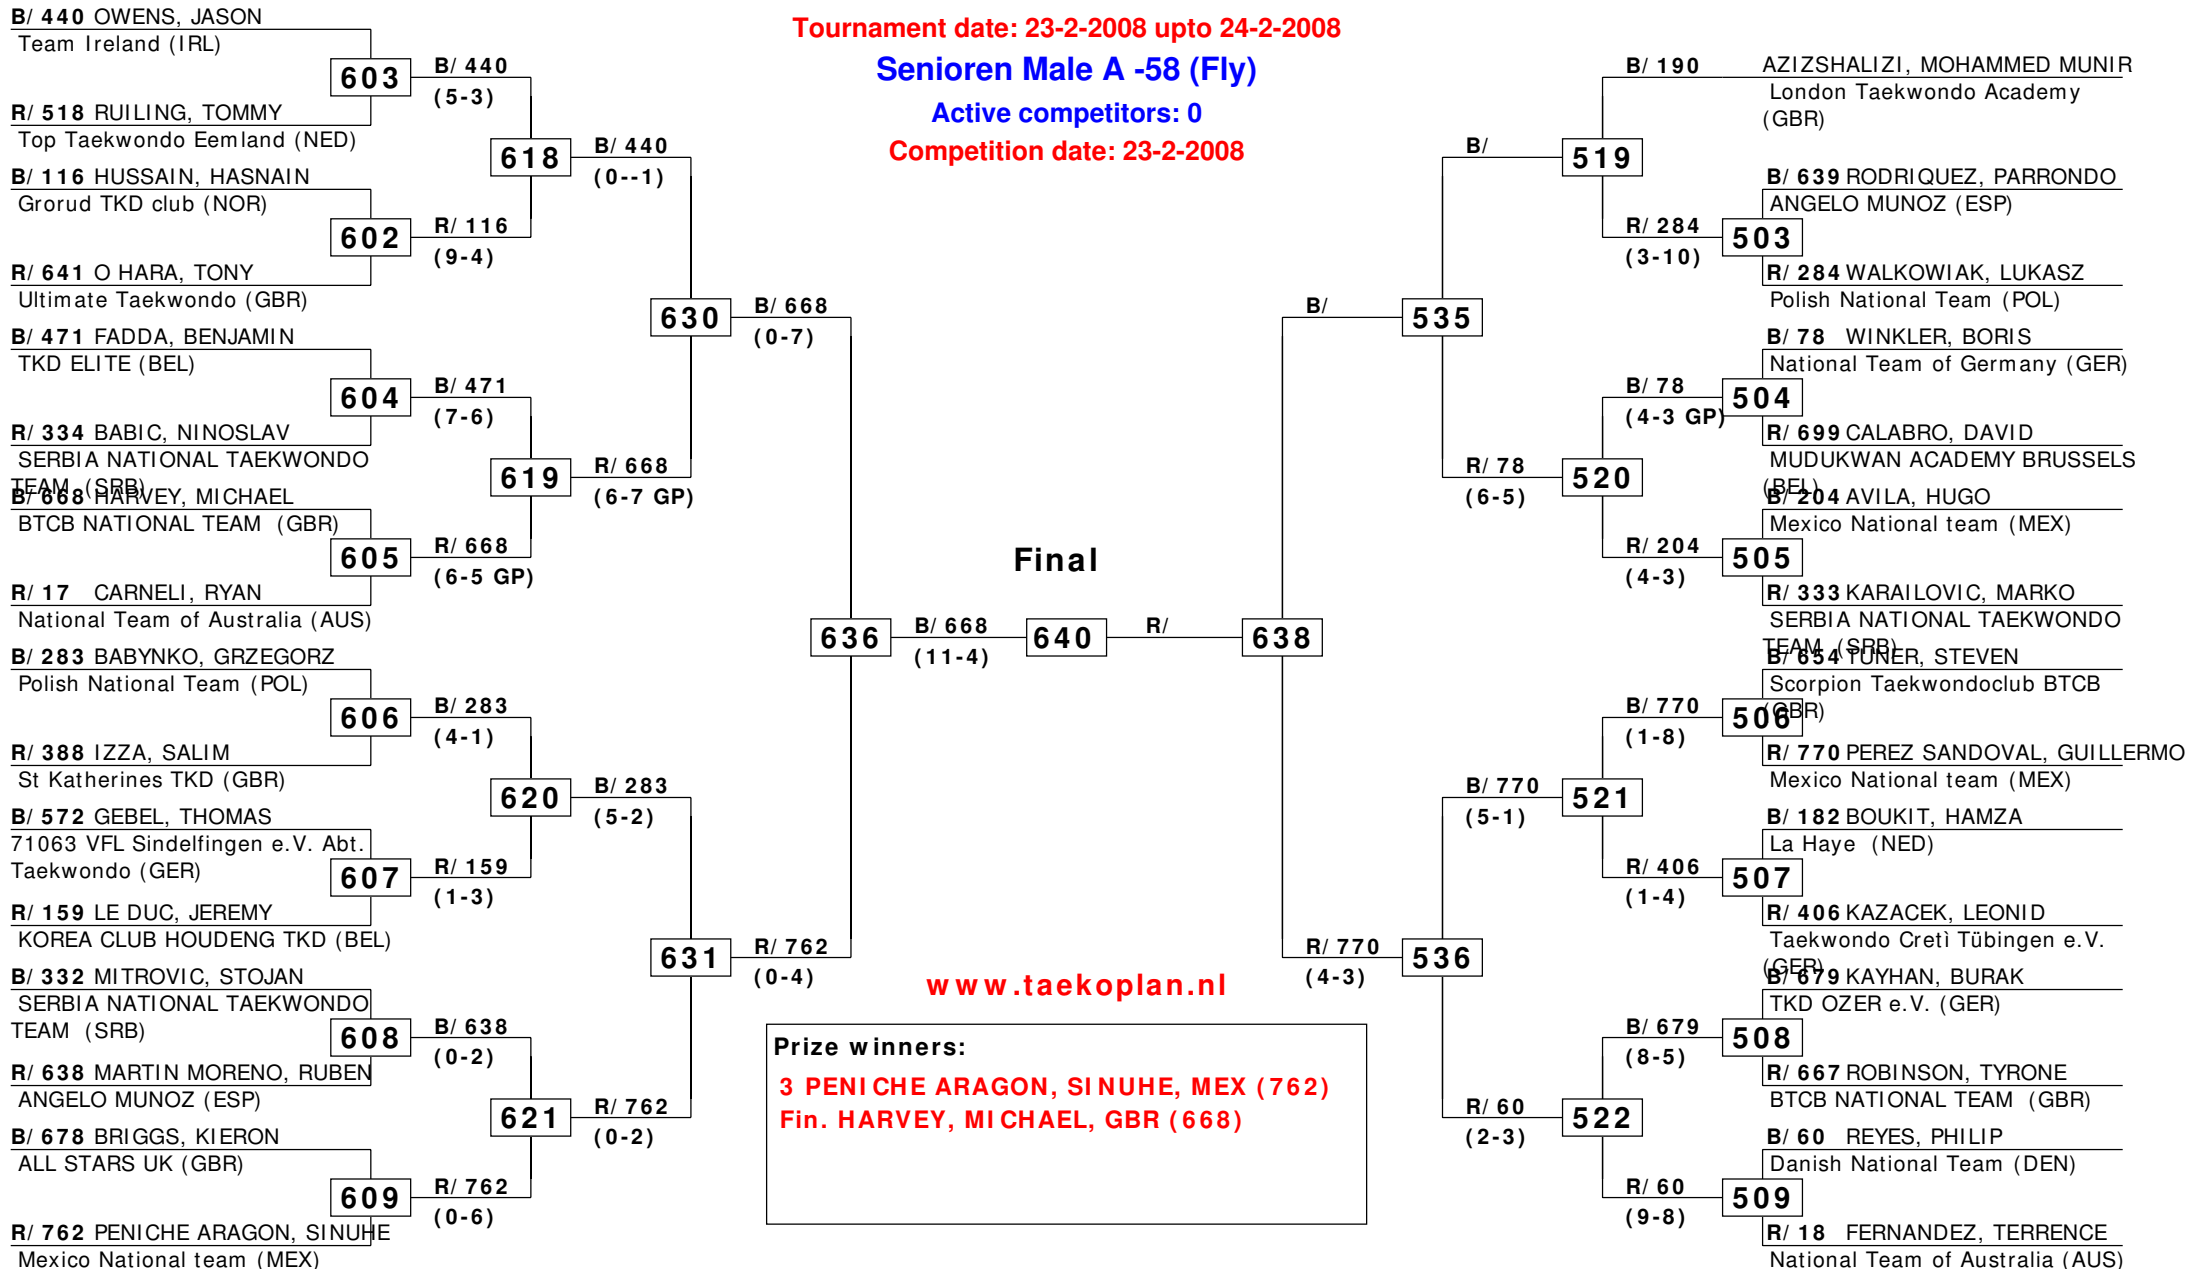 Tournament date: 23-2-2008 upto 24-2-2008
Senioren Male A -58 (Fly)
Active competitors: 0
Competition date: 23-2-2008
B/ 440 OWENS, JASON
Team Ireland (IRL)
603
B/ 440
(5-3)
R/ 518 RUILING, TOMMY
Top Taekwondo Eemland (NED)
618
B/ 440
(0--1)
B/ 116 HUSSAIN, HASNAIN
Grorud TKD club (NOR)
602
R/ 116
(9-4)
R/ 641 O HARA, TONY
Ultimate Taekwondo (GBR)
630
B/ 668
(0-7)
B/ 471 FADDA, BENJAMIN
TKD ELITE (BEL)
604
B/ 471
(7-6)
R/ 334 BABIC, NINOSLAV
SERBIA NATIONAL TAEKWONDO
TEAM (SRB)
619
R/ 668
(6-7 GP)
B/ 668 HARVEY, MICHAEL
BTCB NATIONAL TEAM (GBR)
605
R/ 668
(6-5 GP)
R/ 17 CARNELI, RYAN
National Team of Australia (AUS)
636
B/ 668
(11-4)
B/ 283 BABYNKO, GRZEGORZ
Polish National Team (POL)
606
B/ 283
(4-1)
R/ 388 IZZA, SALIM
St Katherines TKD (GBR)
620
B/ 283
(5-2)
B/ 572 GEBEL, THOMAS
71063 VFL Sindelfingen e.V. Abt.
Taekwondo (GER)
607
R/ 159
(1-3)
R/ 159 LE DUC, JEREMY
KOREA CLUB HOUDENG TKD (BEL)
631
R/ 762
(0-4)
B/ 332 MITROVIC, STOJAN
SERBIA NATIONAL TAEKWONDO
TEAM (SRB)
608
B/ 638
(0-2)
R/ 638 MARTIN MORENO, RUBEN
ANGELO MUNOZ (ESP)
621
R/ 762
(0-2)
B/ 678 BRIGGS, KIERON
ALL STARS UK (GBR)
609
R/ 762
(0-6)
R/ 762 PENICHE ARAGON, SINUHE
Mexico National team (MEX)
Final
640
R/
638
B/ 190 AZIZSHALIZI, MOHAMMED MUNIR
London Taekwondo Academy
(GBR)
B/
519
B/ 639 RODRIQUEZ, PARRONDO
ANGELO MUNOZ (ESP)
R/ 284
(3-10)
503
R/ 284 WALKOWIAK, LUKASZ
Polish National Team (POL)
B/
535
B/ 78 WINKLER, BORIS
National Team of Germany (GER)
B/ 78
(4-3 GP)
504
R/ 699 CALABRO, DAVID
MUDUKWAN ACADEMY BRUSSELS
(BEL)
R/ 78
(6-5)
520
B/ 204 AVILA, HUGO
Mexico National team (MEX)
R/ 204
(4-3)
505
R/ 333 KARAILOVIC, MARKO
SERBIA NATIONAL TAEKWONDO
TEAM (SRB)
B/ 654 TUNER, STEVEN
Scorpion Taekwondoclub BTCB
(GBR)
B/ 770
(1-8)
506
R/ 770 PEREZ SANDOVAL, GUILLERMO
Mexico National team (MEX)
B/ 770
(5-1)
521
B/ 182 BOUKIT, HAMZA
La Haye (NED)
R/ 406
(1-4)
507
R/ 406 KAZACEK, LEONID
Taekwondo Cretì Tübingen e.V.
(GER)
R/ 770
(4-3)
536
B/ 679 KAYHAN, BURAK
TKD OZER e.V. (GER)
B/ 679
(8-5)
508
R/ 667 ROBINSON, TYRONE
BTCB NATIONAL TEAM (GBR)
R/ 60
(2-3)
522
B/ 60 REYES, PHILIP
Danish National Team (DEN)
R/ 60
(9-8)
509
R/ 18 FERNANDEZ, TERRENCE
National Team of Australia (AUS)
www.taekoplan.nl
Prize winners:
3 PENICHE ARAGON, SINUHE, MEX (762)
Fin. HARVEY, MICHAEL, GBR (668)